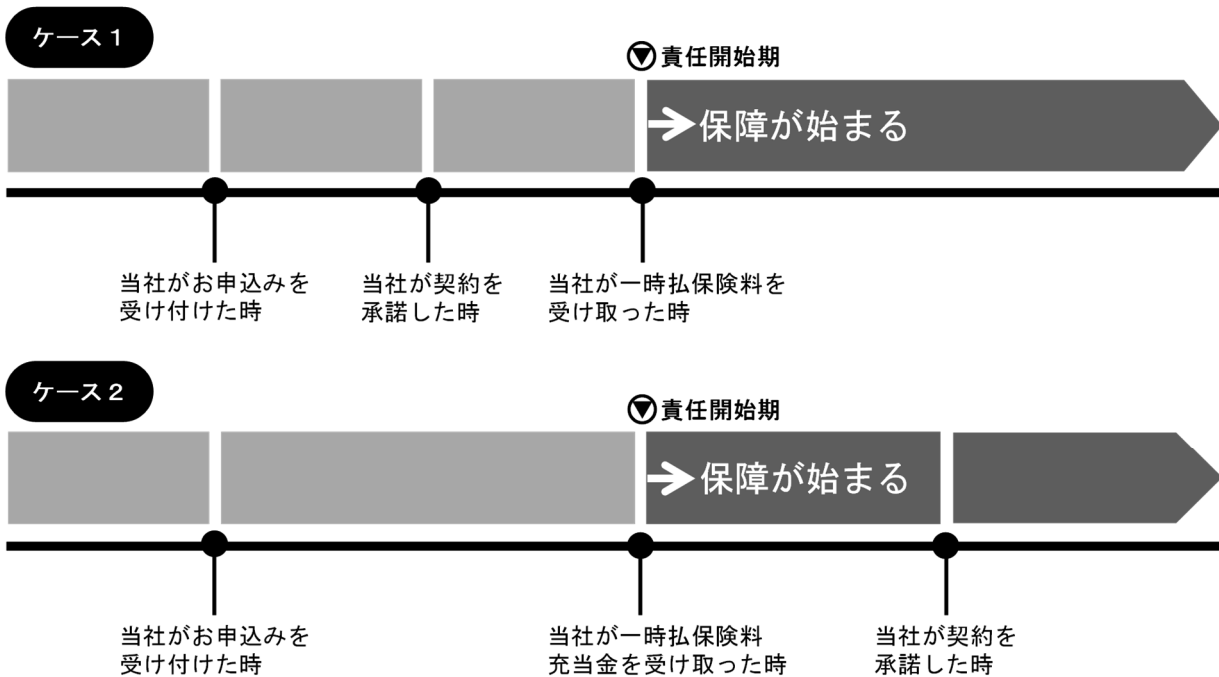 ケース1
責任開始期
保障が始まる
当社がお申込みを
受け付けた時
当社が契約を
承諾した時
当社が一時払保険料を
受け取った時
ケース2
責任開始期
保障が始まる
当社がお申込みを
受け付けた時
当社が一時払保険料
充当金を受け取った時
当社が契約を
承諾した時